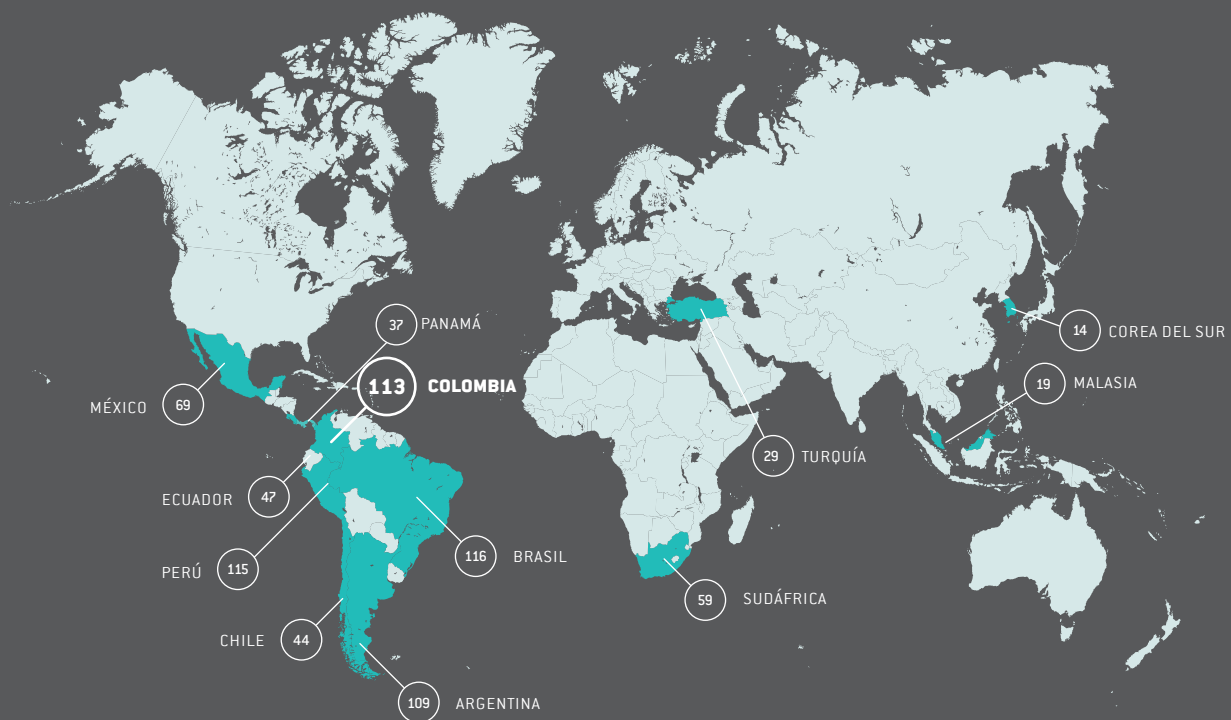 37 PANAMÁ
14 COREA DEL SUR
113 COLOMBIA
19 MALASIA
MÉXICO 69
29 TURQUÍA
ECUADOR 47
116 BRASIL
PERÚ 115
59 SUDÁFRICA
CHILE 44
109 ARGENTINA